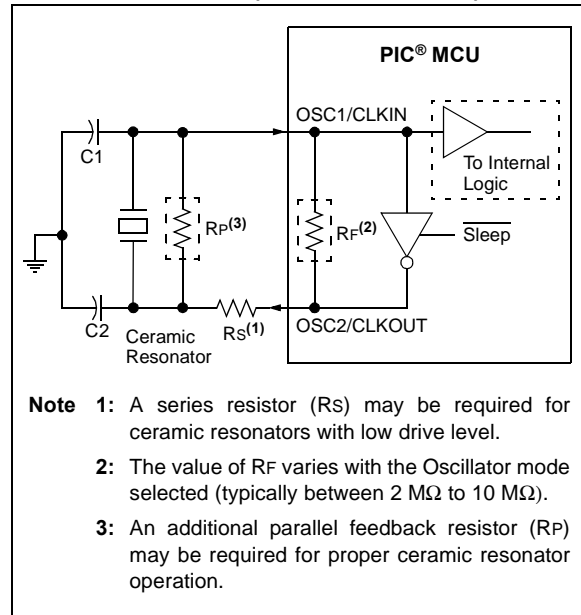 PIC® MCU
OSC1/CLKIN
C1
To Internal
Logic
RP(3)
RF(2)
Sleep
C2
Ceramic
Resonator
RS(1)
OSC2/CLKOUT
Note 1: A series resistor (RS) may be required for
ceramic resonators with low drive level.
2: The value of RF varies with the Oscillator mode
selected (typically between 2 MΩ to 10 MΩ).
3: An additional parallel feedback resistor (RP)
may be required for proper ceramic resonator
operation.